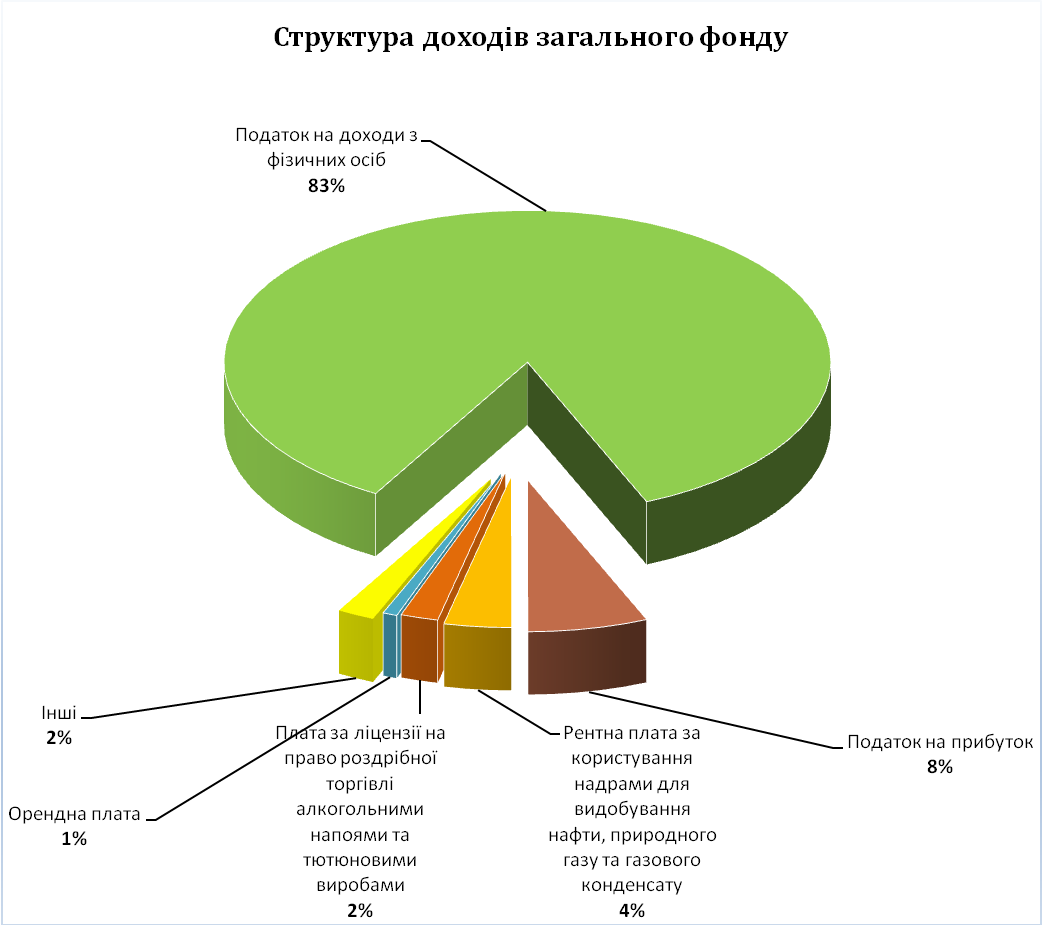 Структура доходів загального фонду
Податок на доходи з
фізичних осіб
83%
Інші
2%
Орендна плата
1%
Плата за ліцензії на
право роздрібної
торгівлі
алкогольними
напоями та
тютюновими
виробами
2%
Рентна плата за
користування
надрами для
видобування
нафти, природного
газу та газового
конденсату
4%
Податок на прибуток
8%